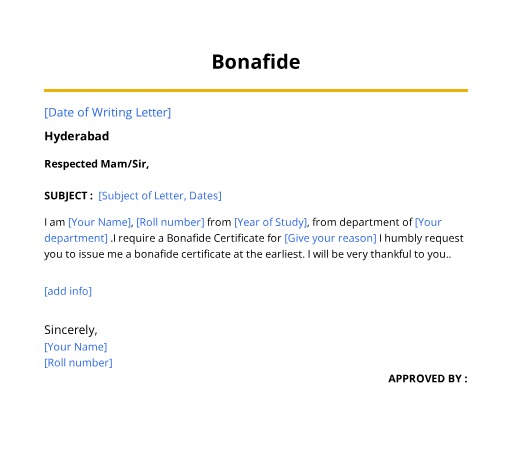 Bonafide
[Date of Writing Letter]
Hyderabad
Respected Mam/Sir,
SUBJECT : [Subject of Letter, Dates]
I am [Your Name], [Roll number] from [Year of Study], from department of [Your
department] .I require a Bonafide Certificate for [Give your reason] I humbly request
you to issue me a bonafide certificate at the earliest. I will be very thankful to you..
[add info]
Sincerely,
[Your Name]
[Roll number]
APPROVED BY :